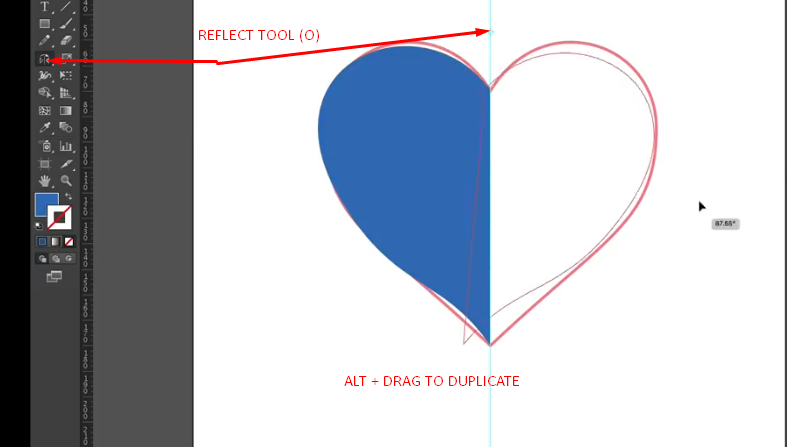 REFLECT TOOL (O)
87.65°
ALT + DRAG TO DUPLICATE